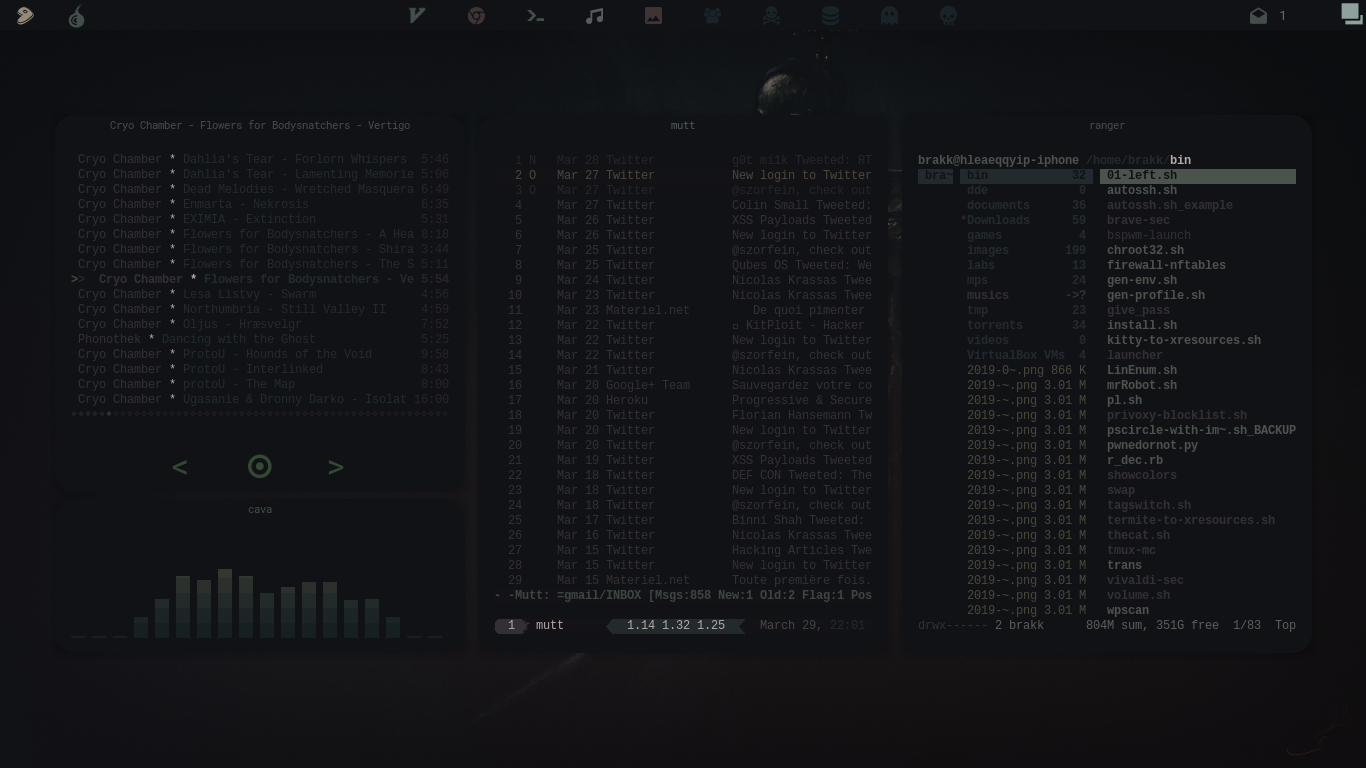 1
Cryo Chamber - Flowers for Bodysnatchers - Vertigo
Cryo Chamber * Dahlia's Tear - Forlorn Whispers 5:46
Cryo Chamber * Dahlia's Tear - Lamenting Memorie 5:06
Cryo Chamber * Dead Melodies - Wretched Masquera 6:49
Cryo Chamber * Enmarta - Nekrosis 6:35
Cryo Chamber * EXIMIA - Extinction 5:31
Cryo Chamber * Flowers for Bodysnatchers - A Hea 8:18
Cryo Chamber * Flowers for Bodysnatchers - Shira 3:44
Cryo Chamber * Flowers for Bodysnatchers - The S 5:11
>> Cryo Chamber * Flowers for Bodysnatchers - Ve 5:54
Cryo Chamber * Lesa Listvy - Swarm 4:56
Cryo Chamber * Northumbria - Still Valley II 4:59
Cryo Chamber * Oljus - Hræsvelgr 7:52
Phonothek * Dancing with the Ghost 5:25
Cryo Chamber * ProtoU - Hounds of the Void 9:58
Cryo Chamber * ProtoU - Interlinked 8:43
Cryo Chamber * protoU - The Map 8:00
Cryo Chamber * Ugasanie & Dronny Darko - Isolat 16:00
< >
cava
mutt
1 N Mar 28 Twitter g0t mi1k Tweeted: RT
2 O Mar 27 Twitter New login to Twitter
3 O Mar 27 Twitter @szorfein, check out
4 Mar 27 Twitter Colin Small Tweeted:
5 Mar 26 Twitter XSS Payloads Tweeted
6 Mar 26 Twitter New login to Twitter
7 Mar 25 Twitter @szorfein, check out
8 Mar 25 Twitter Qubes OS Tweeted: We
9 Mar 24 Twitter Nicolas Krassas Twee
10 Mar 23 Twitter Nicolas Krassas Twee
11 Mar 23 Materiel.net De quoi pimenter
12 Mar 22 Twitter KitPloit - Hacker
13 Mar 22 Twitter New login to Twitter
14 Mar 22 Twitter @szorfein, check out
15 Mar 21 Twitter Nicolas Krassas Twee
16 Mar 20 Google+ Team Sauvegardez votre co
17 Mar 20 Heroku Progressive & Secure
18 Mar 20 Twitter Florian Hansemann Tw
19 Mar 20 Twitter New login to Twitter
20 Mar 20 Twitter @szorfein, check out
21 Mar 19 Twitter XSS Payloads Tweeted
22 Mar 18 Twitter DEF CON Tweeted: The
23 Mar 18 Twitter New login to Twitter
24 Mar 18 Twitter @szorfein, check out
25 Mar 17 Twitter Binni Shah Tweeted:
26 Mar 16 Twitter Nicolas Krassas Twee
27 Mar 15 Twitter Hacking Articles Twe
28 Mar 15 Twitter New login to Twitter
29 Mar 15 Materiel.net Toute première fois.
- -Mutt: =gmail/INBOX [Msgs:858 New:1 Old:2 Flag:1 Pos
1 mutt 1.14 1.32 1.25 March 29, 22:01
ranger
brakk@hleaeqqyip-iphone /home/brakk/bin
bra~ bin 32 01-left.sh
dde 0 autossh.sh
documents 36 autossh.sh_example
*Downloads 59 brave-sec
games 4 bspwm-launch
images 199 chroot32.sh
labs 13 firewall-nftables
mps 24 gen-env.sh
musics ->? gen-profile.sh
tmp 23 give_pass
torrents 34 install.sh
videos 0 kitty-to-xresources.sh
VirtualBox VMs 4 launcher
2019-0~.png 866 K LinEnum.sh
2019-~.png 3.01 M mrRobot.sh
2019-~.png 3.01 M pl.sh
2019-~.png 3.01 M privoxy-blocklist.sh
2019-~.png 3.01 M pscircle-with-im~.sh_BACKUP
2019-~.png 3.01 M pwnedornot.py
2019-~.png 3.01 M r_dec.rb
2019-~.png 3.01 M showcolors
2019-~.png 3.01 M swap
2019-~.png 3.01 M tagswitch.sh
2019-~.png 3.01 M termite-to-xresources.sh
2019-~.png 3.01 M thecat.sh
2019-~.png 3.01 M tmux-mc
2019-~.png 3.01 M trans
2019-~.png 3.01 M vivaldi-sec
2019-~.png 3.01 M volume.sh
2019-~.png 3.01 M wpscan
drwx------ 2 brakk 804M sum, 351G free 1/83 Top